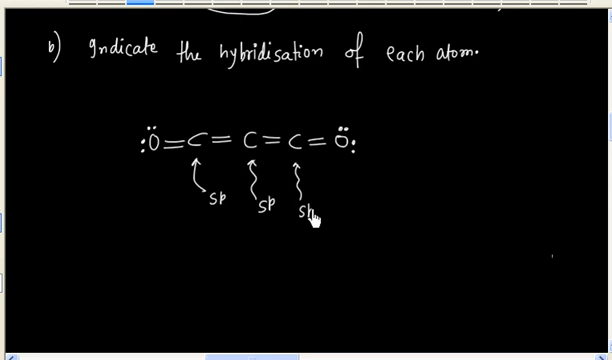 b) Indicate the hybridisation of each atom.
:Ö=C=C=C=Ö:
sp sp sp